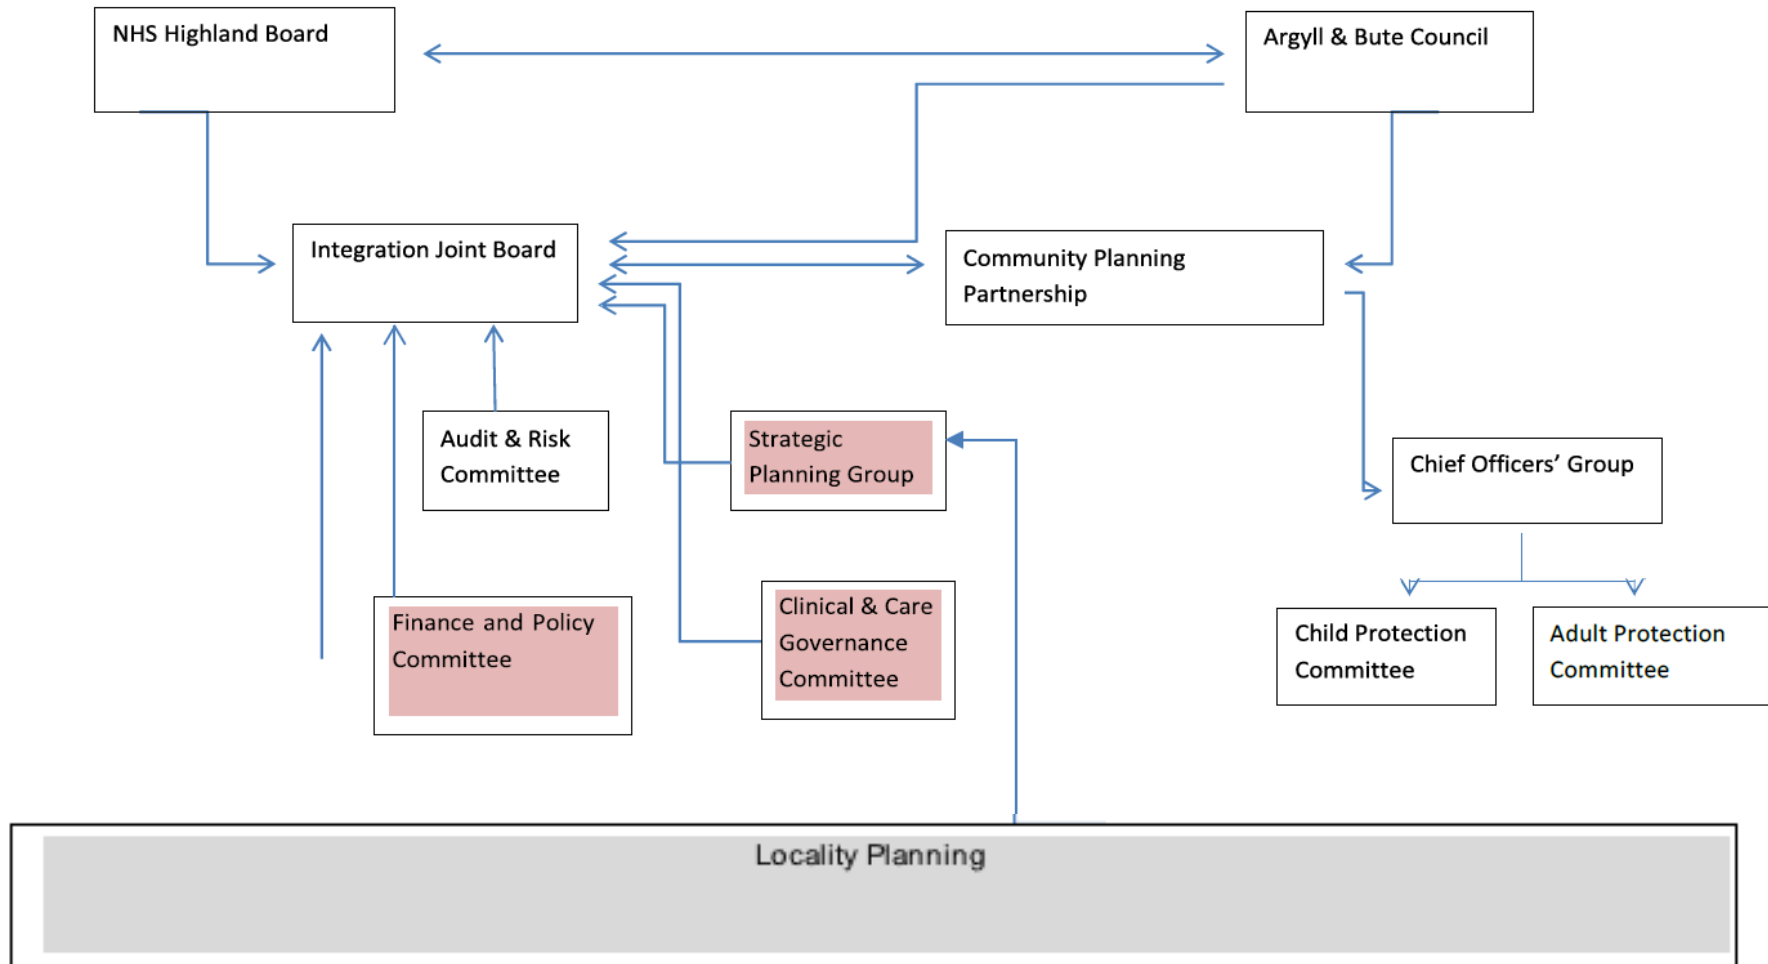 NHS Highland Board
Argyll & Bute Council
Integration Joint Board
Community Planning
Partnership
Audit & Risk
Committee
Strategic
Planning Group
Chief Officers’ Group
Finance and Policy
Committee
Clinical & Care
Governance
Committee
Child Protection
Committee
Adult Protection
Committee
Locality Planning